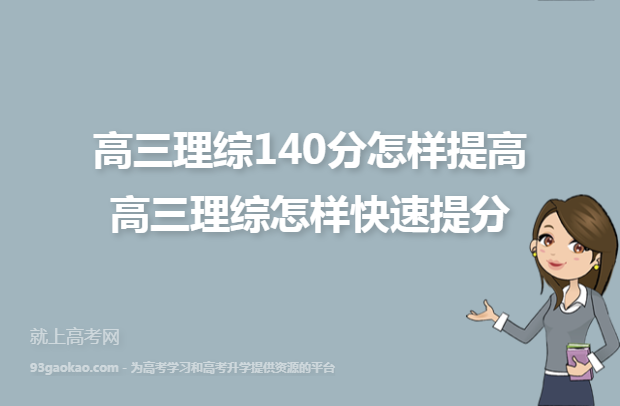 高三理综140分怎样提高
高三理综怎样快速提分
就上高考网
93gaokao.com - 为高考学习和高考升学提供资源的平台